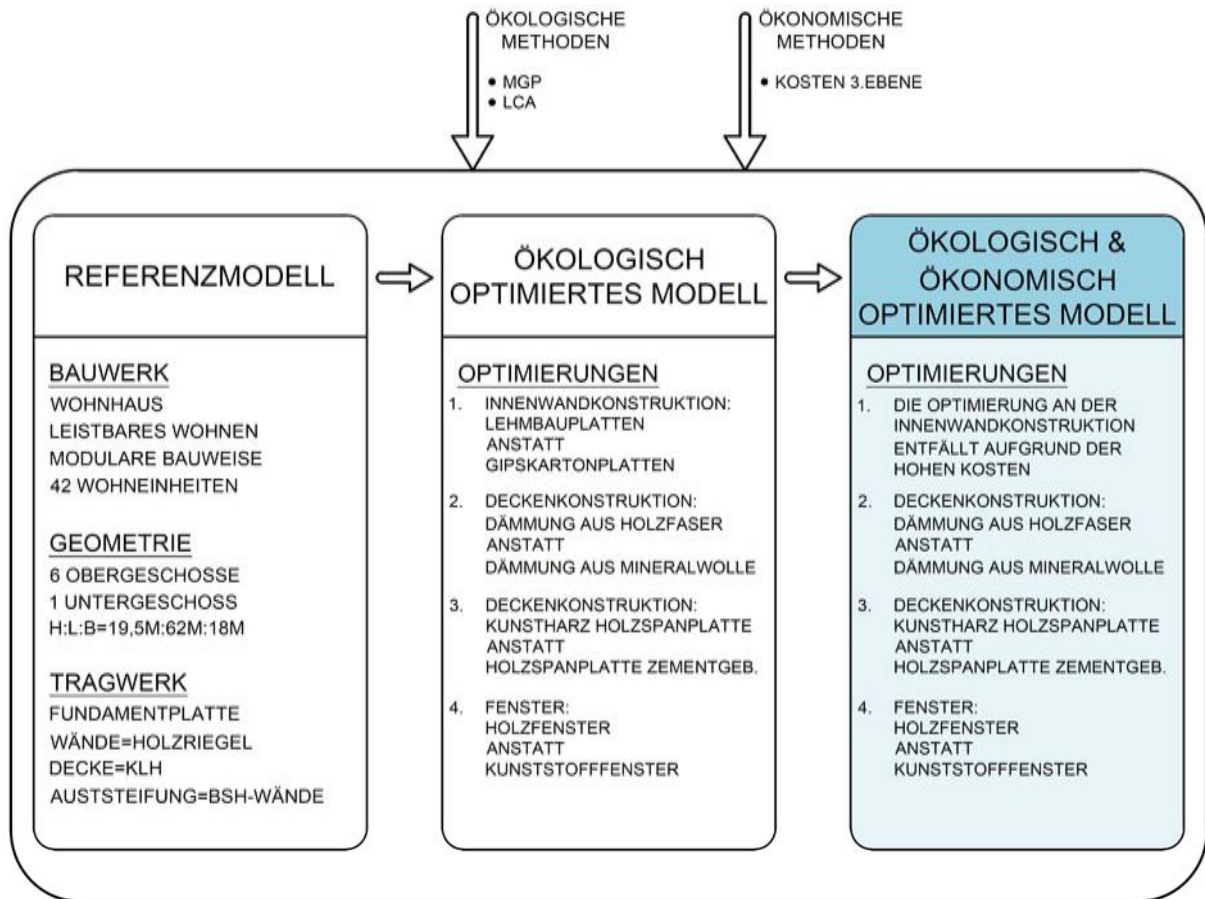 ÖKOLOGISCHE
METHODEN
• MGP
• LCA
ÖKONOMISCHE
METHODEN
• KOSTEN 3.EBENE
REFERENZMODELL
BAUWERK
WOHNHAUS
LEISTBARES WOHNEN
MODULARE BAUWEISE
42 WOHNEINHEITEN
GEOMETRIE
6 OBERGESCHOSSE
1 UNTERGESCHOSS
H:L:B=19,5M:62M:18M
TRAGWERK
FUNDAMENTPLATTE
WÄNDE=HOLZRIEGEL
DECKE=KLH
AUSTSTEIFUNG=BSH-WÄNDE
ÖKOLOGISCH
OPTIMIERTES MODELL
OPTIMIERUNGEN
1. INNENWANDKONSTRUKTION:
LEHMBAUPLATTEN
ANSTATT
GIPSKARTONPLATTEN
2. DECKENKONSTRUKTION:
DÄMMUNG AUS HOLZFASER
ANSTATT
DÄMMUNG AUS MINERALWOLLE
3. DECKENKONSTRUKTION:
KUNSTHARZ HOLZSPANPLATTE
ANSTATT
HOLZSPANPLATTE ZEMENTGEB.
4. FENSTER:
HOLZFENSTER
ANSTATT
KUNSTSTOFFFENSTER
ÖKOLOGISCH &
ÖKONOMISCH
OPTIMIERTES MODELL
OPTIMIERUNGEN
1. DIE OPTIMIERUNG AN DER
INNENWANDKONSTRUKTION
ENTFÄLLT AUFGRUND DER
HOHEN KOSTEN
2. DECKENKONSTRUKTION:
DÄMMUNG AUS HOLZFASER
ANSTATT
DÄMMUNG AUS MINERALWOLLE
3. DECKENKONSTRUKTION:
KUNSTHARZ HOLZSPANPLATTE
ANSTATT
HOLZSPANPLATTE ZEMENTGEB.
4. FENSTER:
HOLZFENSTER
ANSTATT
KUNSTSTOFFFENSTER